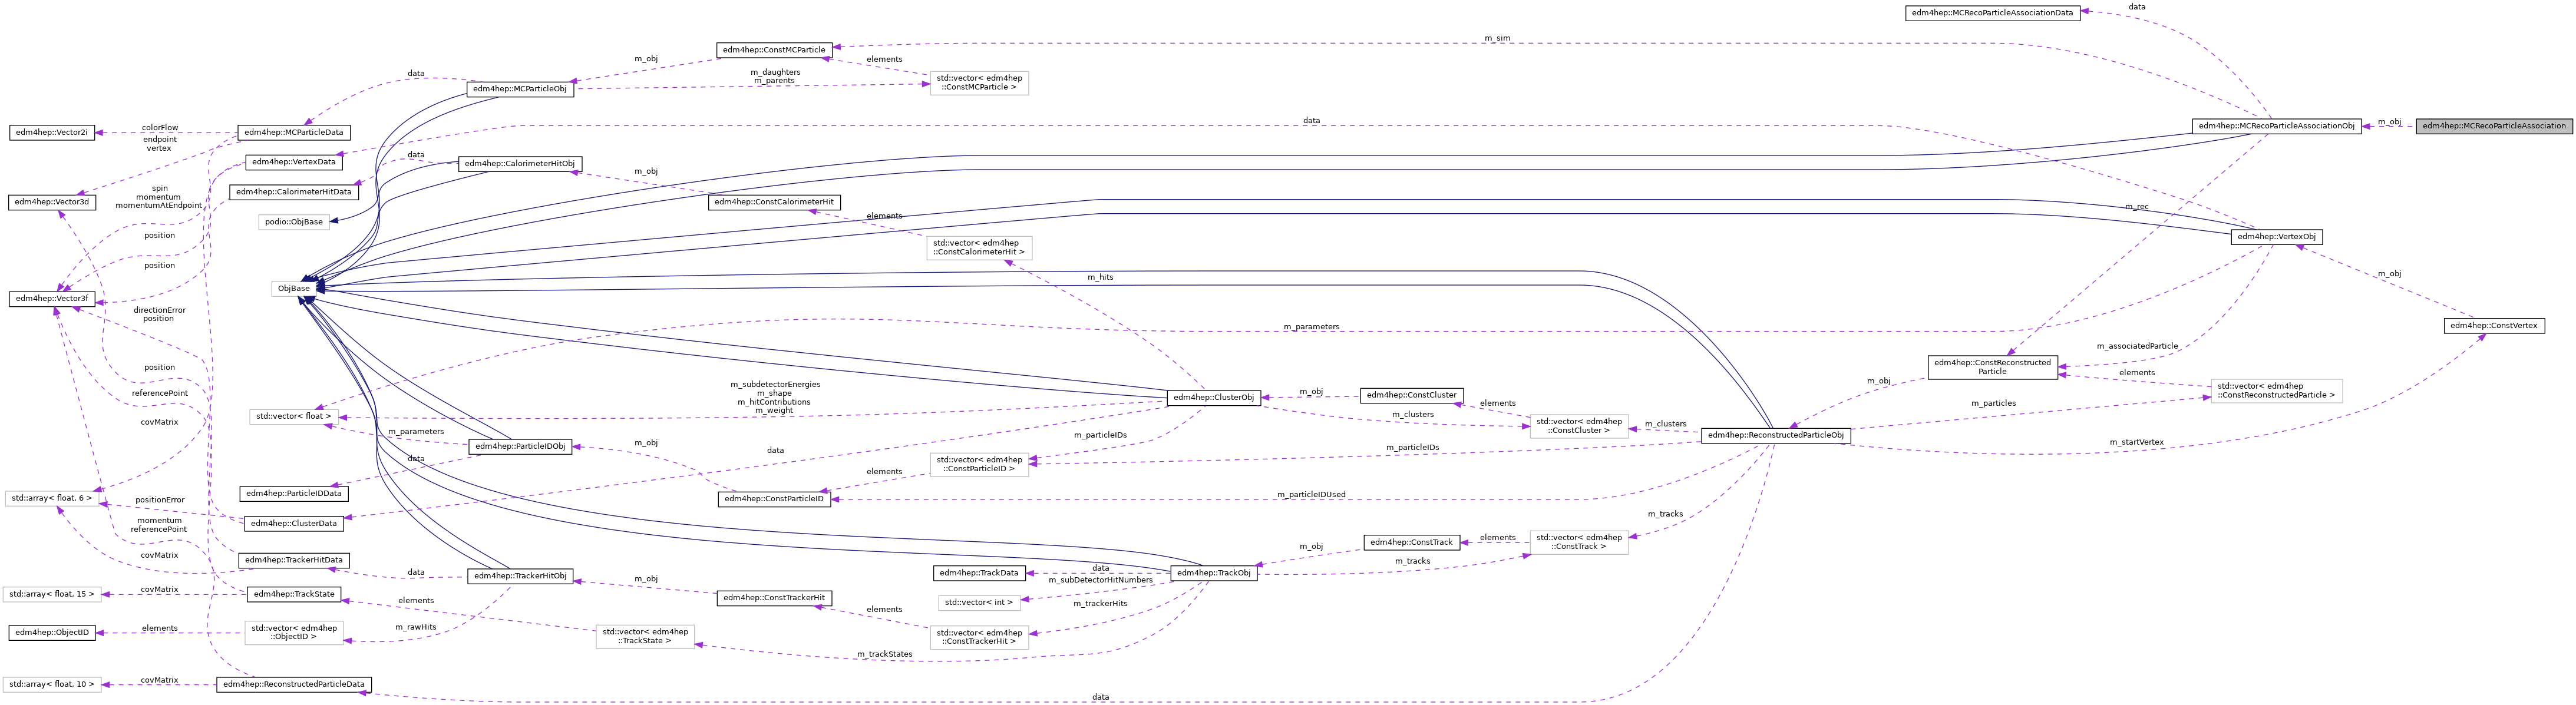 edm4hep::MCRecoParticleAssociationData
data
m_sim
edm4hep::ConstMCParticle
m_obj
elements
data
m_daughters
m_parents
std::vector< edm4hep
::ConstMCParticle >
edm4hep::MCParticleObj
edm4hep::Vector2i
colorFlow
edm4hep::MCParticleData
data
edm4hep::MCRecoParticleAssociationObj
m_obj
edm4hep::MCRecoParticleAssociation
endpoint
vertex
edm4hep::VertexData
data
edm4hep::CalorimeterHitObj
m_obj
edm4hep::CalorimeterHitData
spin
momentum
momentumAtEndpoint
edm4hep::Vector3d
edm4hep::ConstCalorimeterHit
m_rec
podio::ObjBase
elements
position
std::vector< edm4hep
::ConstCalorimeterHit >
edm4hep::VertexObj
position
m_hits
m_obj
ObjBase
edm4hep::Vector3f
directionError
position
m_parameters
edm4hep::ConstVertex
m_associatedParticle
position
edm4hep::ConstReconstructed
Particle
elements
m_obj
std::vector< edm4hep
::ConstReconstructedParticle >
referencePoint
m_subdetectorEnergies
m_shape
m_hitContributions
m_weight
edm4hep::ClusterObj
m_obj
edm4hep::ConstCluster
elements
m_particles
std::vector< float >
m_clusters
covMatrix
m_parameters
std::vector< edm4hep
::ConstCluster >
m_clusters
edm4hep::ReconstructedParticleObj
m_particleIDs
m_startVertex
edm4hep::ParticleIDObj
m_obj
data
m_particleIDs
data
std::vector< edm4hep
::ConstParticleID >
elements
edm4hep::ParticleIDData
edm4hep::ConstParticleID
m_particleIDUsed
std::array< float, 6 >
positionError
edm4hep::ClusterData
m_tracks
momentum
referencePoint
edm4hep::ConstTrack
elements
std::vector< edm4hep
::ConstTrack >
m_obj
covMatrix
edm4hep::TrackerHitData
m_tracks
data
edm4hep::TrackerHitObj
m_obj
edm4hep::TrackData
data
edm4hep::TrackObj
m_subDetectorHitNumbers
std::array< float, 15 >
covMatrix
edm4hep::TrackState
elements
edm4hep::ConstTrackerHit
std::vector< int >
m_trackerHits
elements
edm4hep::ObjectID
elements
std::vector< edm4hep
::ObjectID >
m_rawHits
std::vector< edm4hep
::TrackState >
std::vector< edm4hep
::ConstTrackerHit >
m_trackStates
std::array< float, 10 >
covMatrix
edm4hep::ReconstructedParticleData
data